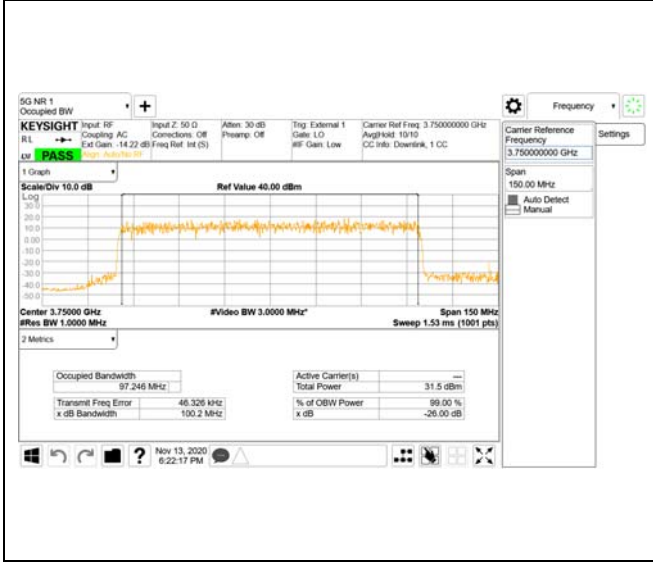 5G NR 1
Occupied BW
Frequency
KEYSIGHT
R L
PASS
Input: RF
Coupling: AC
Ext Gain: -14.22 dB
Align: Auto/No RF
Input Z: 50 Ω
Corrections: Off
Freq Ref: Int (S)
Atten: 30 dB
Preamp: Off
Trig: External 1
Gate: LO
#IF Gain: Low
Carrier Ref Freq: 3.750000000 GHz
Avg|Hold: 10/10
CC Info: Downlink, 1 CC
Carrier Reference
Frequency
3.750000000 GHz
Settings
Span
150.00 MHz
Auto Detect
Manual
1 Graph
Scale/Div 10.0 dB
Ref Value 40.00 dBm
Log
30.0
20.0
10.0
0.00
-10.0
-20.0
-30.0
-40.0
-50.0
Center 3.75000 GHz
#Video BW 3.0000 MHz*
Span 150 MHz
#Res BW 1.0000 MHz
Sweep 1.53 ms (1001 pts)
2 Metrics
Occupied Bandwidth
97.246 MHz
Active Carrier(s)
---
Total Power
31.5 dBm
Transmit Freq Error
46.326 kHz
% of OBW Power
99.00 %
x dB Bandwidth
100.2 MHz
x dB
-26.00 dB
?
Nov 13, 2020
6:22:17 PM